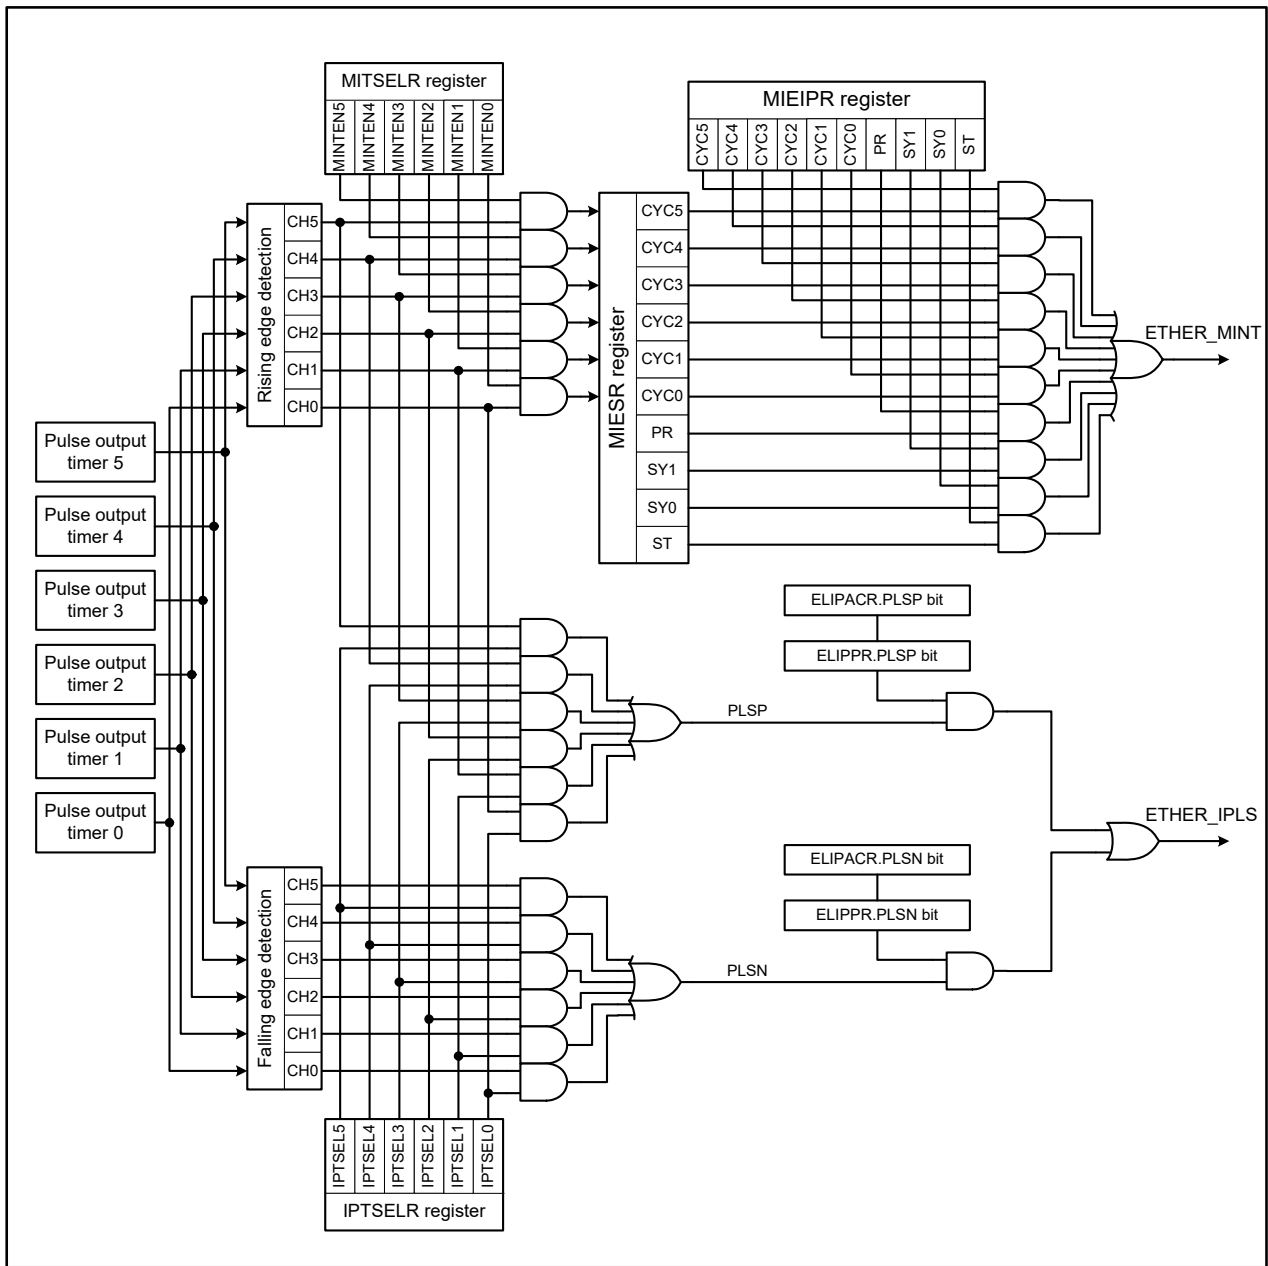 MITSELR register
MINTEN5
MINTEN4
MINTEN3
MINTEN2
MINTEN1
MINTEN0
MIEIPR register
CYC5
CYC4
CYC3
CYC2
CYC1
CYC0
PR
SY1
SY0
ST
Rising edge detection
CH5
CH4
CH3
CH2
CH1
CH0
MIESR register
CYC5
CYC4
CYC3
CYC2
CYC1
CYC0
PR
SY1
SY0
ST
ETHER_MINT
Pulse output
timer 5
Pulse output
timer 4
Pulse output
timer 3
Pulse output
timer 2
Pulse output
timer 1
Pulse output
timer 0
ELIPACR.PLSP bit
ELIPPR.PLSP bit
PLSP
ETHER_IPLS
ELIPACR.PLSN bit
ELIPPR.PLSN bit
PLSN
Falling edge detection
CH5
CH4
CH3
CH2
CH1
CH0
IPTSEL5
IPTSEL4
IPTSEL3
IPTSEL2
IPTSEL1
IPTSEL0
IPTSELR register